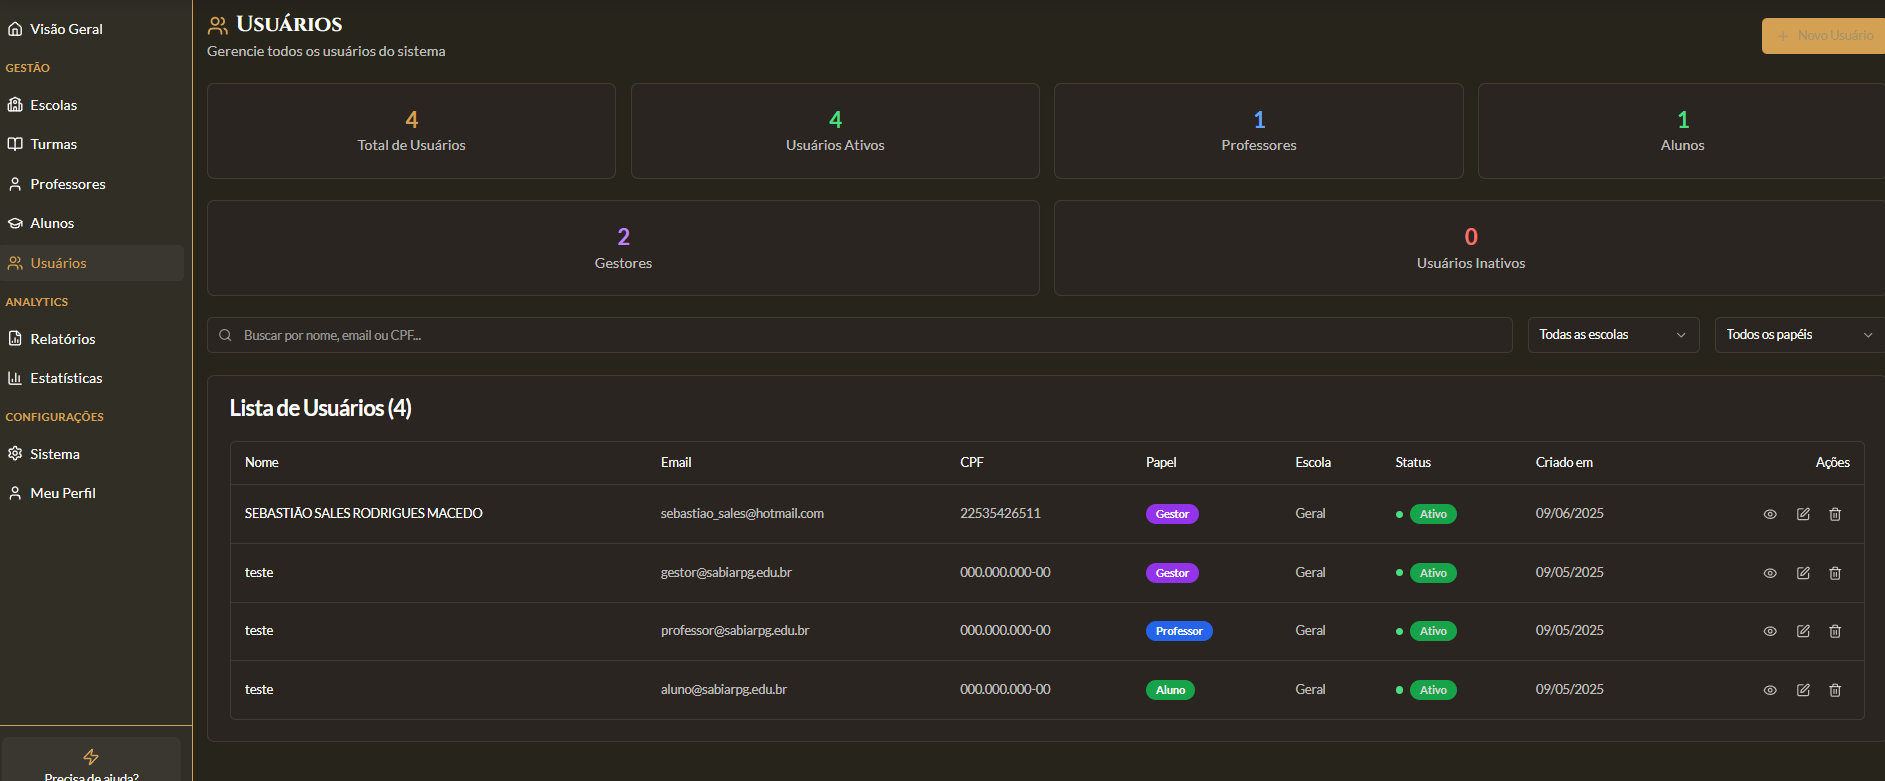 Visão Geral
GESTÃO
Escolas
Turmas
Professores
Alunos
Usuários
ANALYTICS
Relatórios
Estatísticas
CONFIGURAÇÕES
Sistema
Meu Perfil
Precisa de ajuda?
USUÁRIOS
Gerencie todos os usuários do sistema
+ Novo Usuário
4
Total de Usuários
4
Usuários Ativos
1
Professores
1
Alunos
2
Gestores
0
Usuários Inativos
Buscar por nome, email ou CPF...
Todas as escolas
Todos os papéis
Lista de Usuários (4)
Nome Email CPF Papel Escola Status Criado em Ações
SEBASTIÃO SALES RODRIGUES MACEDO sebastiao_sales@hotmail.com 22535426511 Gestor Geral Ativo 09/06/2025
teste gestor@sabiarpg.edu.br 000.000.000-00 Gestor Geral Ativo 09/05/2025
teste professor@sabiarpg.edu.br 000.000.000-00 Professor Geral Ativo 09/05/2025
teste aluno@sabiarpg.edu.br 000.000.000-00 Aluno Geral Ativo 09/05/2025